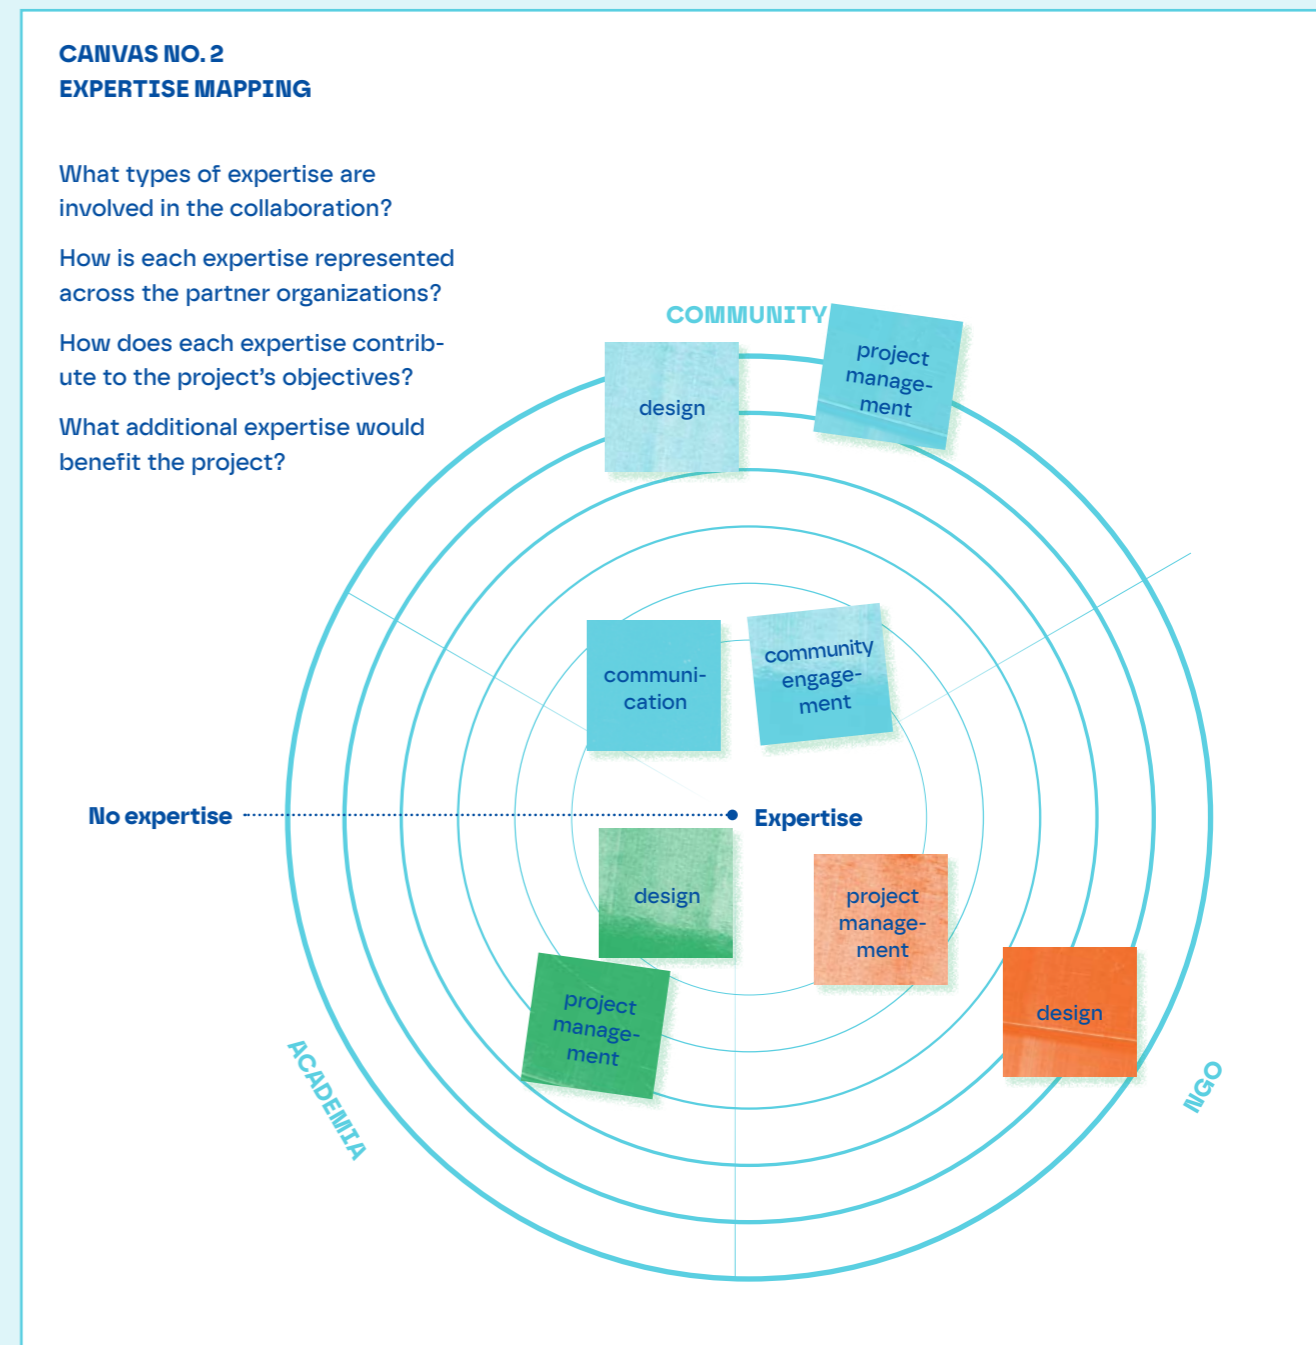 CANVAS NO. 2
EXPERTISE MAPPING
What types of expertise are
involved in the collaboration?
How is each expertise represented
across the partner organizations?
How does each expertise contrib-
ute to the project's objectives?
What additional expertise would
benefit the project?
COMMUNITY
project
manage-
ment
design
communi-
cation
community
engage-
ment
No expertise
Expertise
design
project
manage-
ment
project
manage-
ment
design
ACADEMIA
NGO